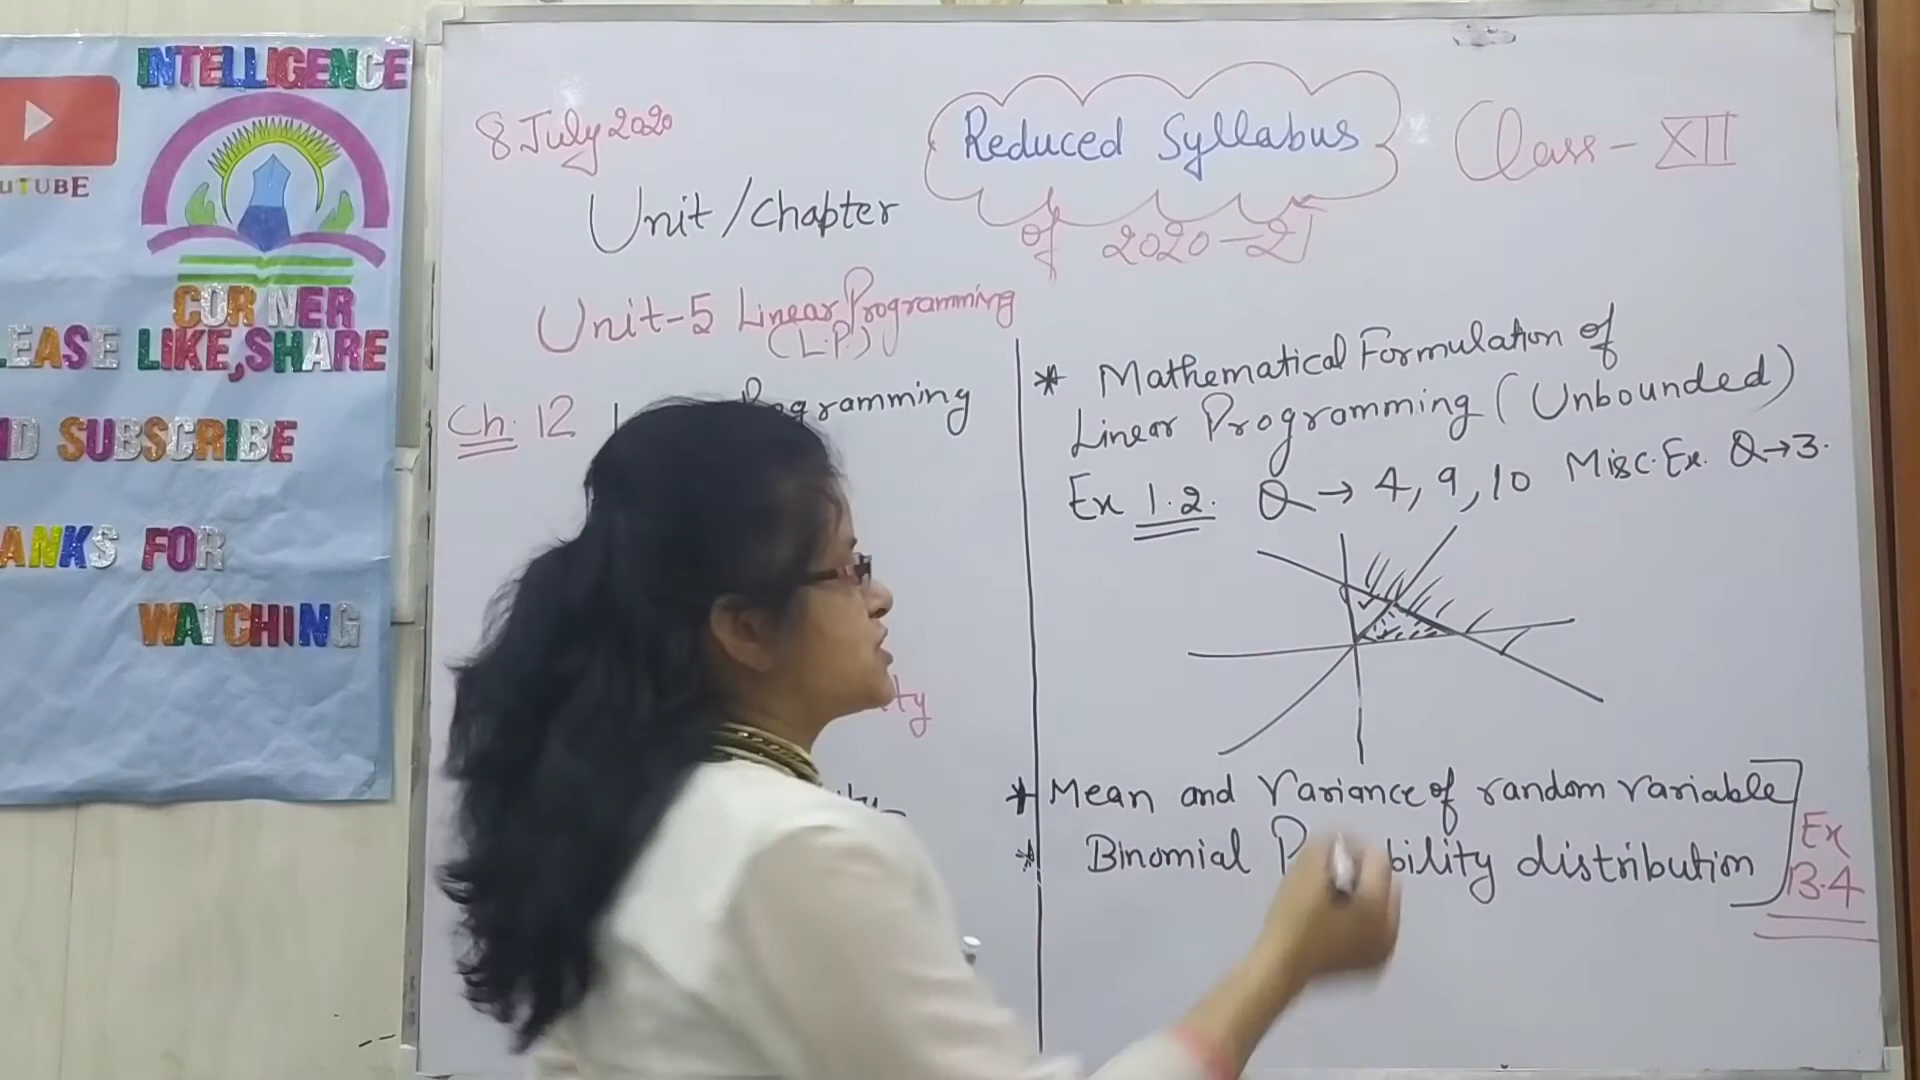 INTELLIGENCE
UTUBE
CORNER
LEASE LIKE,SHARE
ND SUBSCRIBE
ANKS FOR
WATCHING
8 July 2020
Reduced Syllabus
of 2020-21
Class - XII
Unit/Chapter
Unit-5 Linear Programming
(L.P.)
Ch. 12 Programming
ty
ty
* Mathematical Formulation of
Linear Programming (Unbounded)
Ex 1.2. Q → 4, 9, 10 Misc. Ex. Q→3.
* Mean and Variance of random variable
* Binomial distribution
Ex
13.4